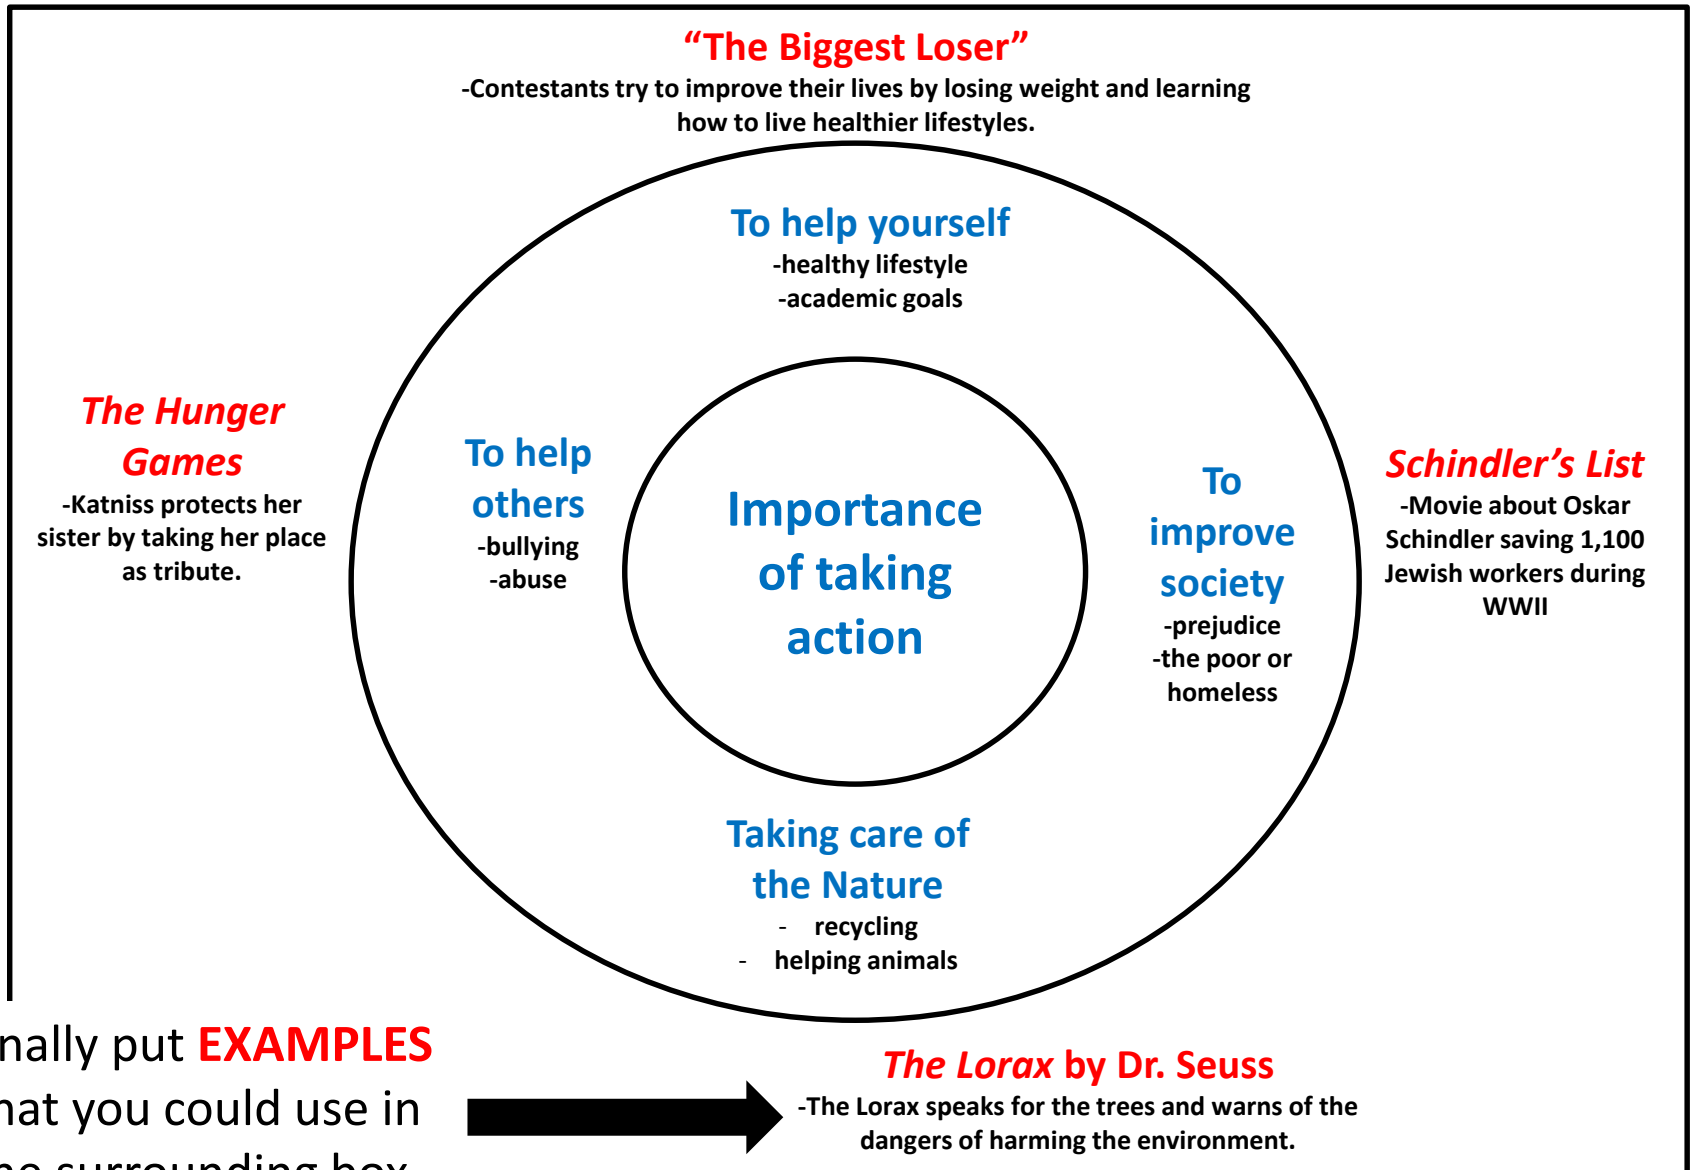 “The Biggest Loser”
-Contestants try to improve their lives by losing weight and learning
how to live healthier lifestyles.
To help yourself
-healthy lifestyle
-academic goals
The Hunger
Games
-Katniss protects her
sister by taking her place
as tribute.
To help
others
-bullying
-abuse
Importance
of taking
action
To
improve
society
-prejudice
-the poor or
homeless
Schindler’s List
-Movie about Oskar
Schindler saving 1,100
Jewish workers during
WWII
Taking care of
the Nature
- recycling
- helping animals
nally put EXAMPLES
hat you could use in
he surrounding box
The Lorax by Dr. Seuss
-The Lorax speaks for the trees and warns of the
dangers of harming the environment.